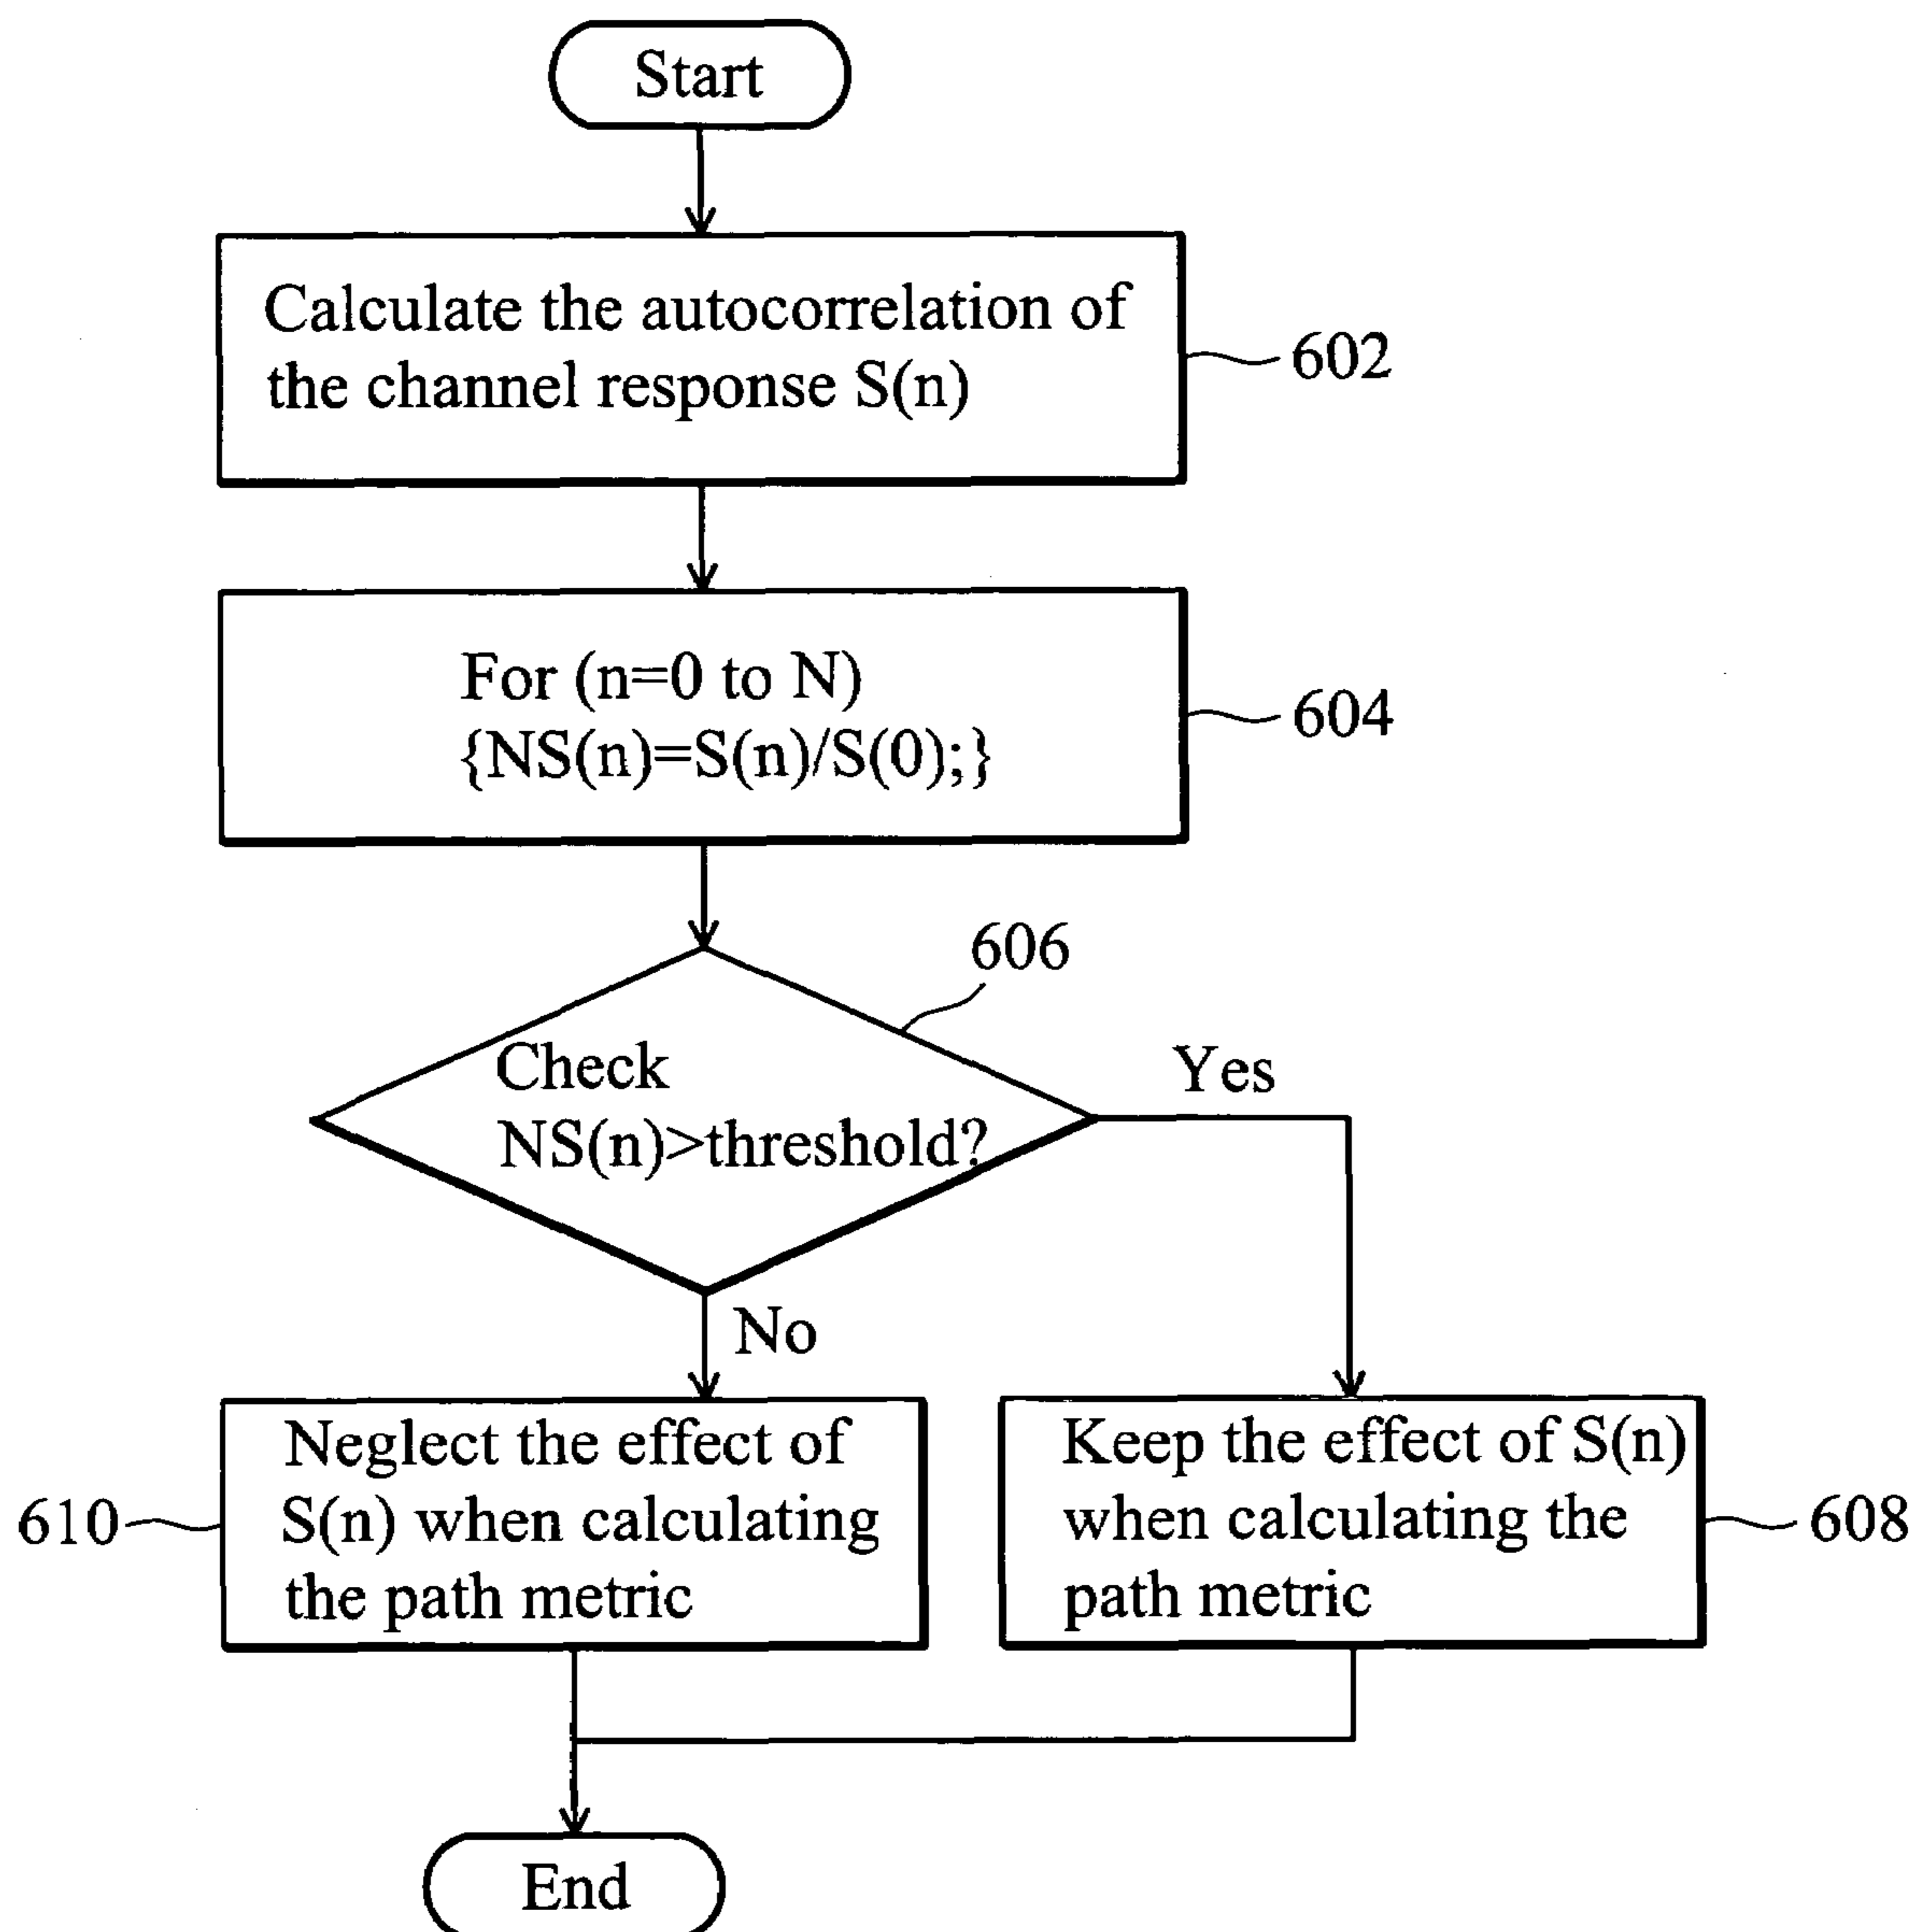 Start
Calculate the autocorrelation of
the channel response S(n)
602
For (n=0 to N)
{NS(n)=S(n)/S(0);}
604
606
Check
NS(n)>threshold?
Yes
No
Neglect the effect of
S(n) when calculating
the path metric
610
Keep the effect of S(n)
when calculating the
path metric
608
End